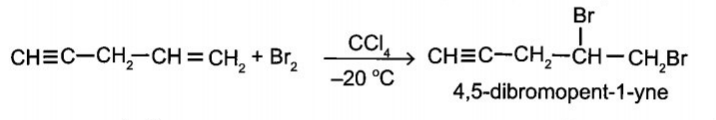 Br
CH≡C–CH₂–CH=CH₂ + Br₂ CCl₄ –20 °C CH≡C–CH₂–CH–CH₂Br
4,5-dibromopent-1-yne